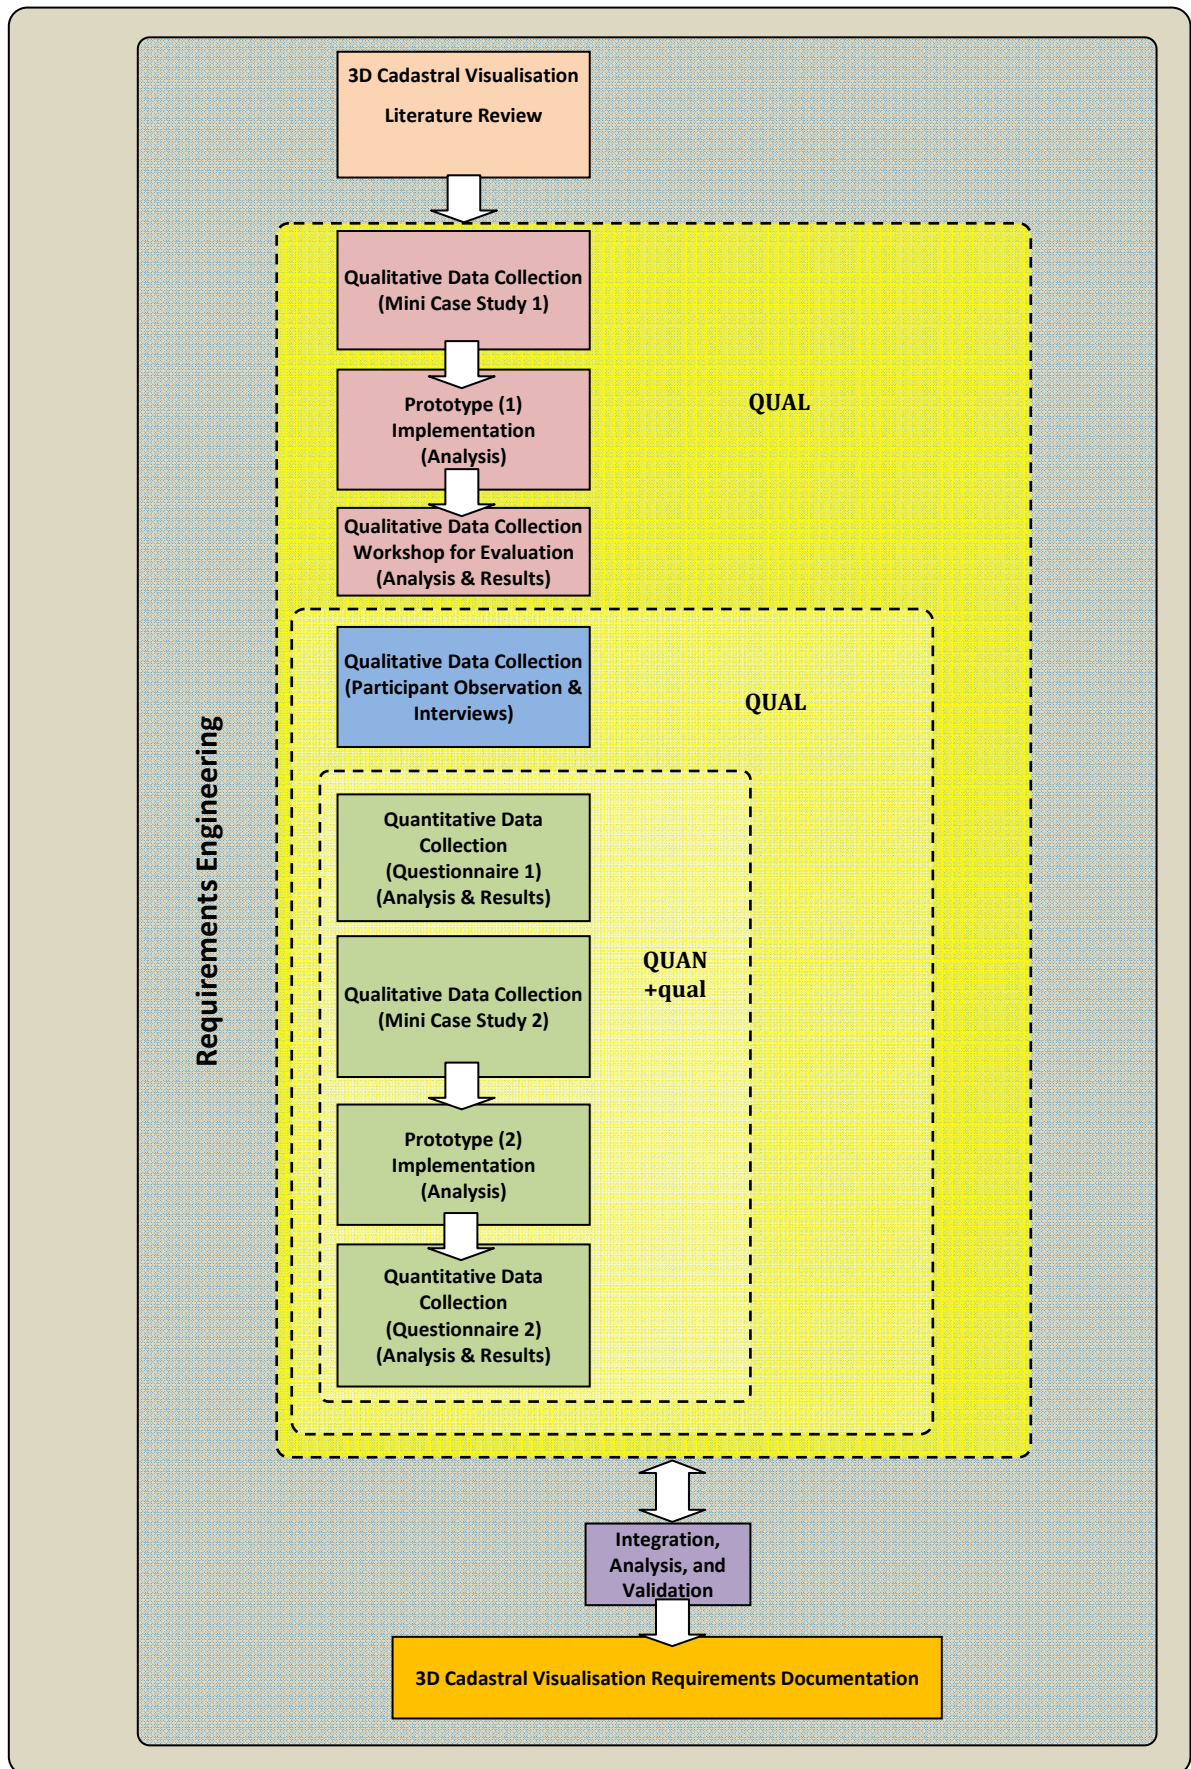 3D Cadastral Visualisation
Literature Review
Qualitative Data Collection
(Mini Case Study 1)
Prototype (1)
Implementation
(Analysis)
QUAL
Qualitative Data Collection
Workshop for Evaluation
(Analysis & Results)
Qualitative Data Collection
(Participant Observation &
Interviews)
QUAL
Requirements Engineering
Quantitative Data
Collection
(Questionnaire 1)
(Analysis & Results)
QUAN
+qual
Qualitative Data Collection
(Mini Case Study 2)
Prototype (2)
Implementation
(Analysis)
Quantitative Data
Collection
(Questionnaire 2)
(Analysis & Results)
Integration,
Analysis, and
Validation
3D Cadastral Visualisation Requirements Documentation